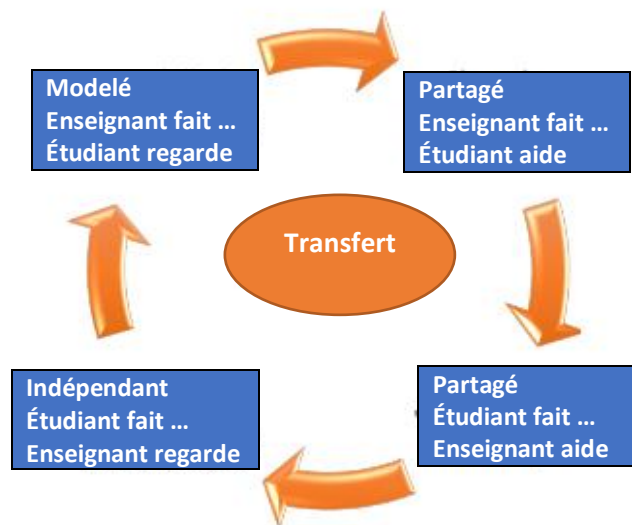 Modelé
Enseignant fait …
Étudiant regarde
Partagé
Enseignant fait …
Étudiant aide
Transfert
Partagé
Étudiant fait …
Enseignant aide
Indépendant
Étudiant fait …
Enseignant regarde